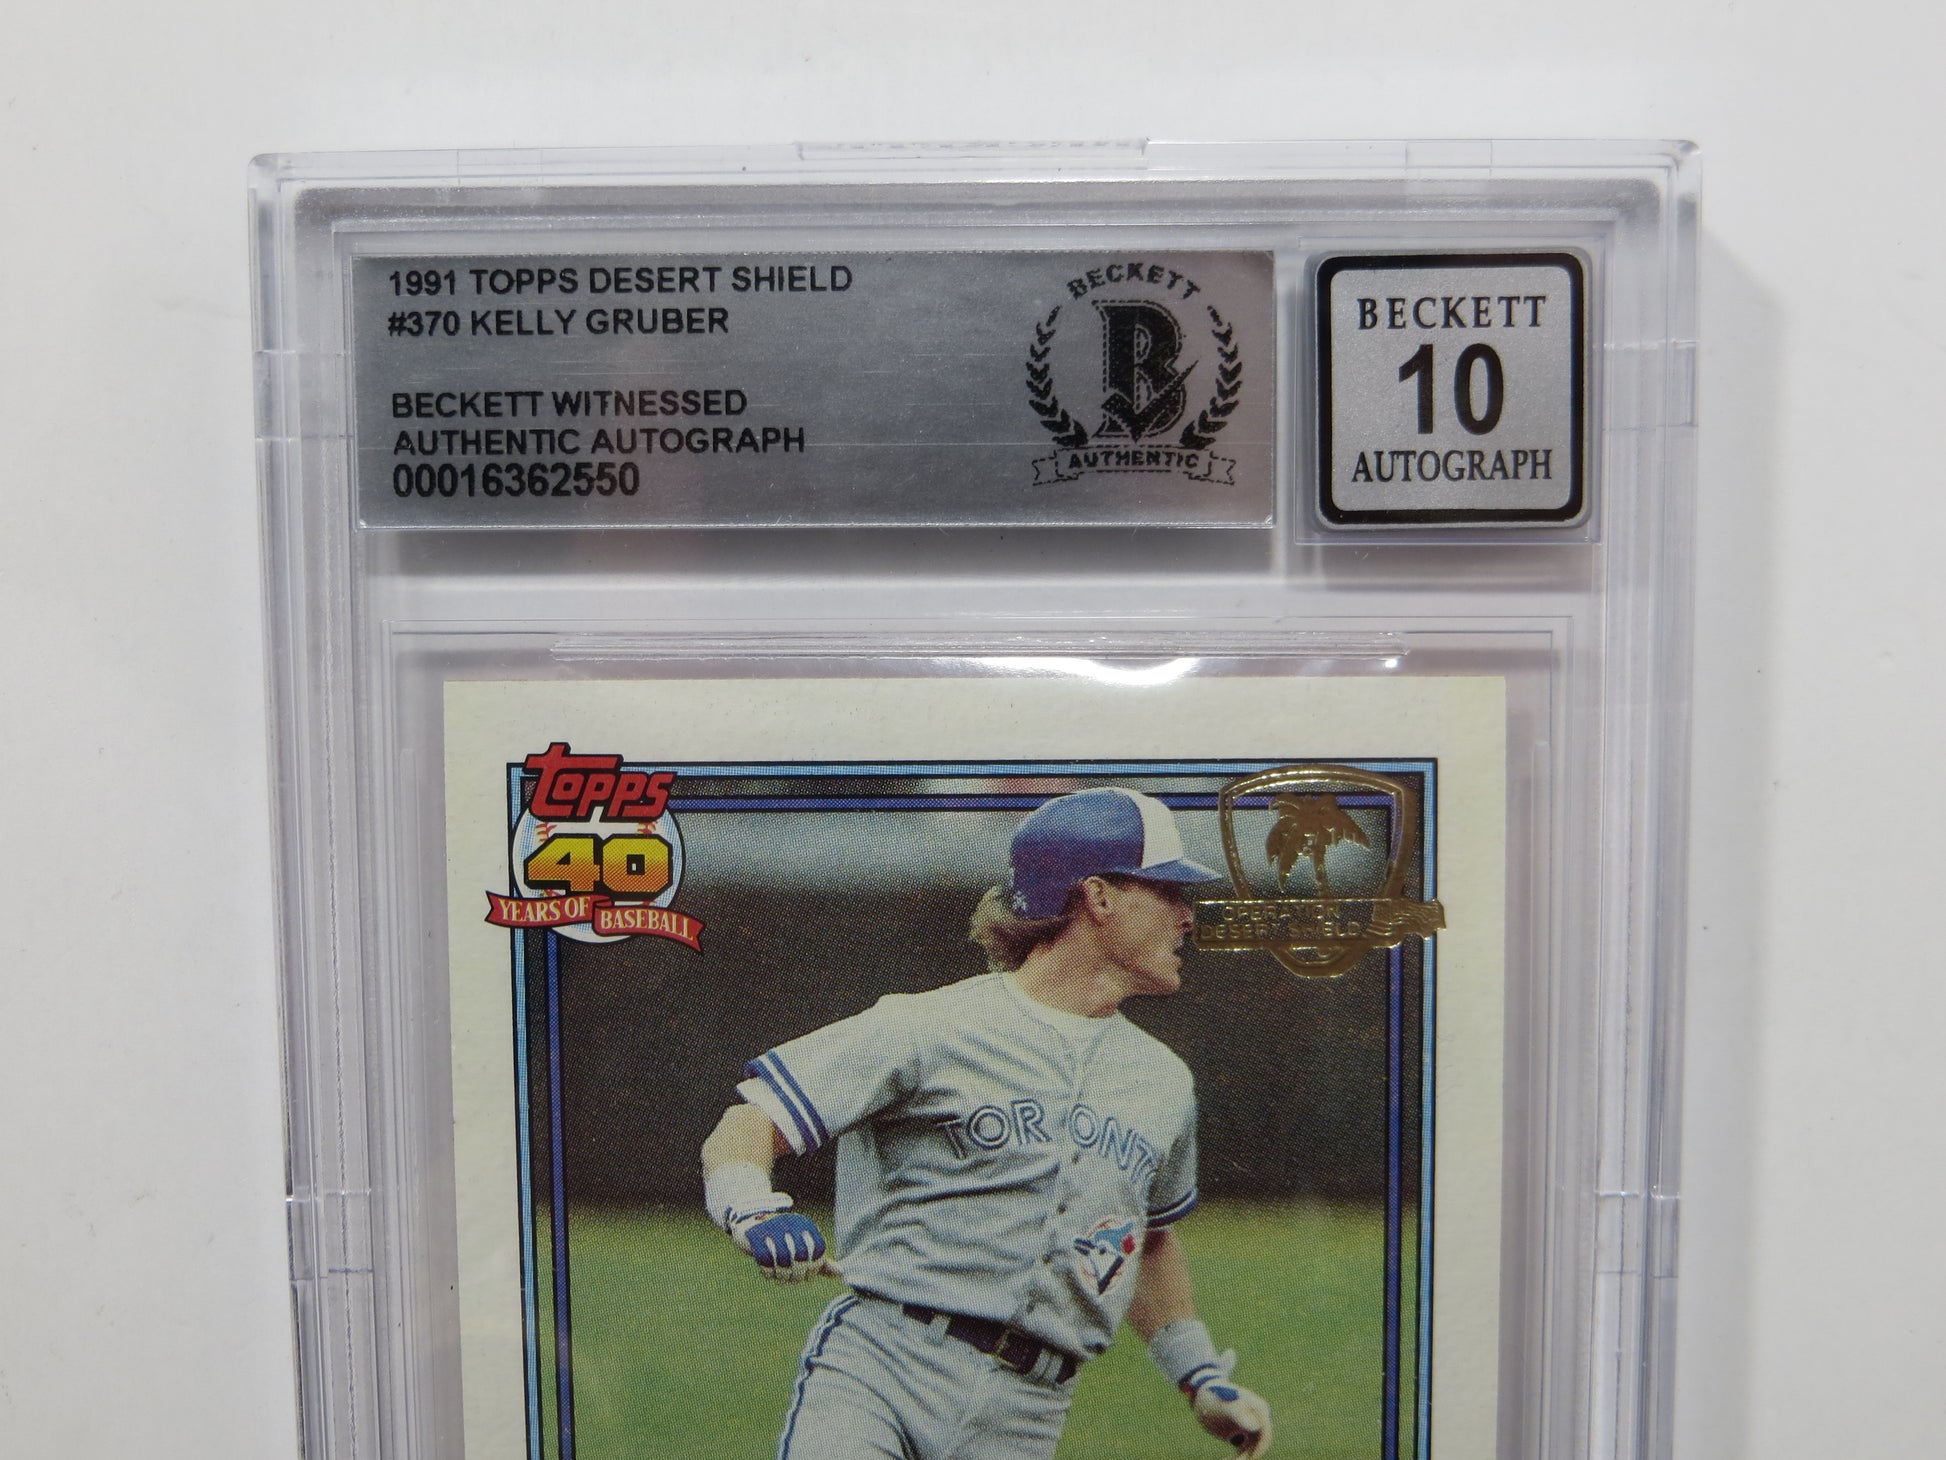 1991 TOPPS DESERT SHIELD
#370 KELLY GRUBER
BECKETT WITNESSED
AUTHENTIC AUTOGRAPH
00016362550
BECKETT
B
AUTHENTIC
BECKETT
10
AUTOGRAPH
topps
40
YEARS OF BASEBALL
OPERATION
DESERT SHIELD
TORONTO